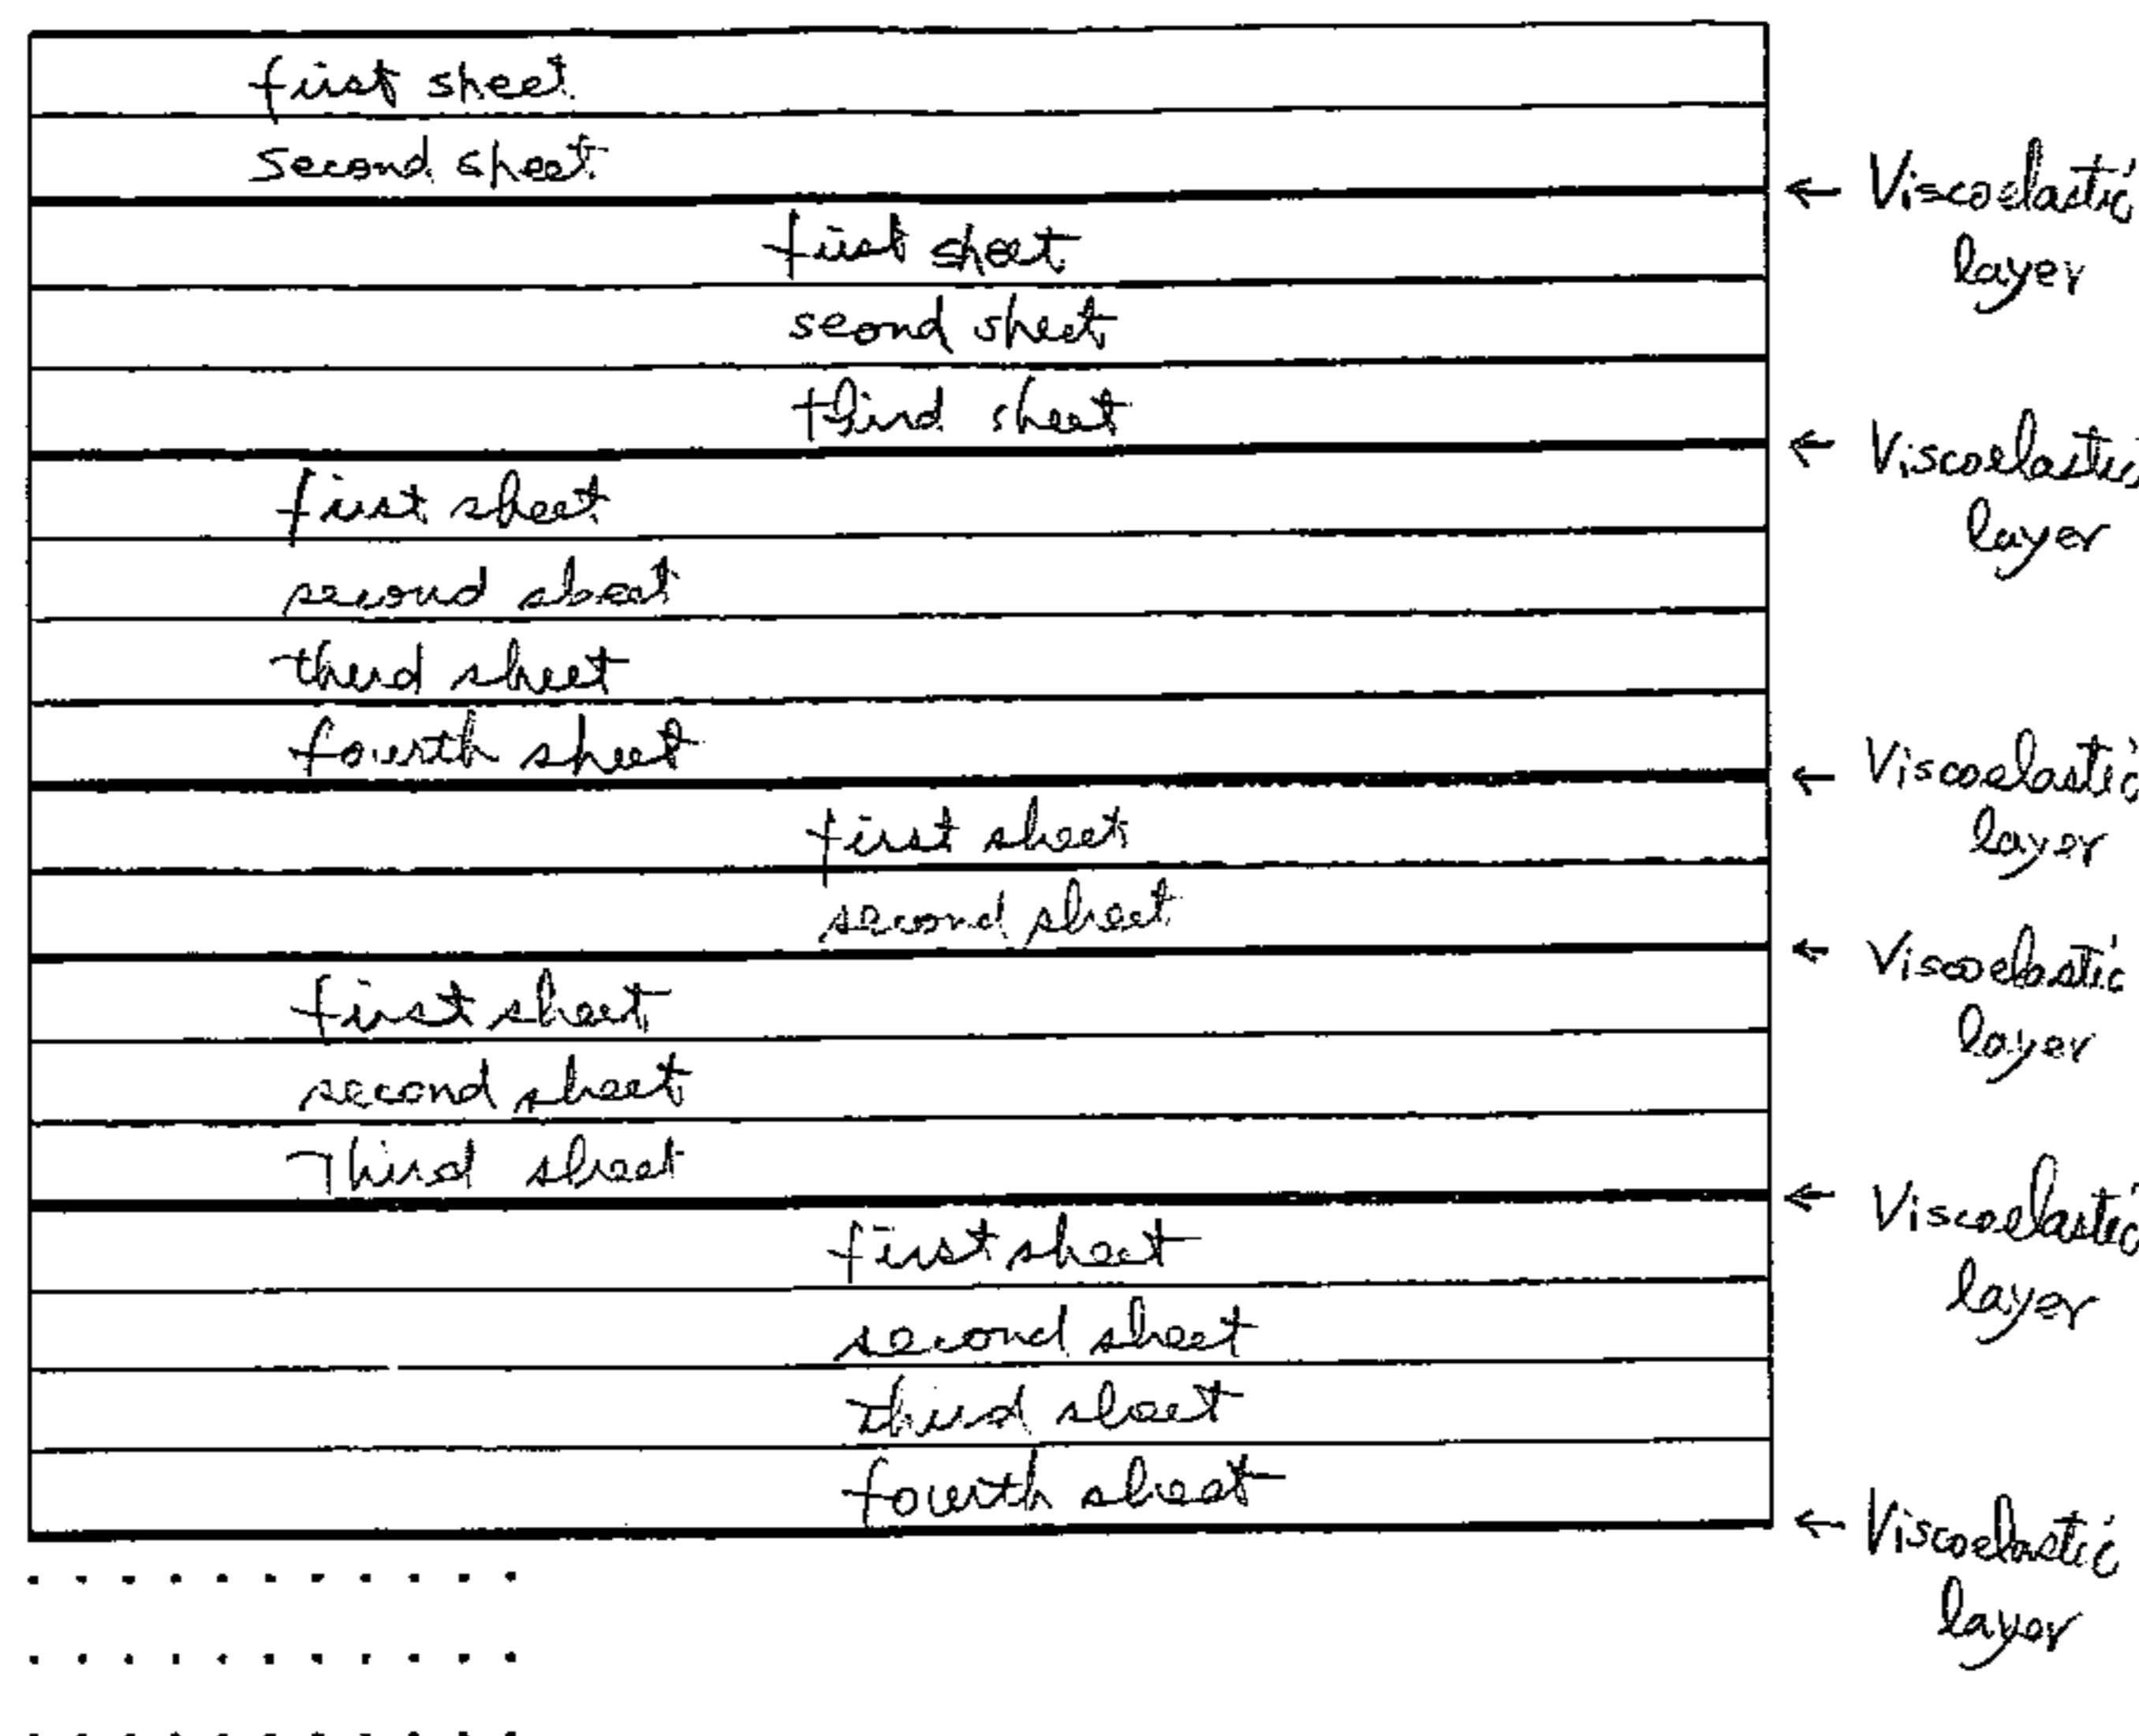 first sheet
second sheet
Viscoelastic
layer
first sheet
seond sheet
third sheet
Viscoelastic
layer
first sheet
second sheet
third sheet
fourth sheet
Viscoelastic
layer
first sheet
second sheet
Viscoelastic
layer
first sheet
second sheet
Third sheet
Viscoelastic
layer
first sheet
second sheet
third sheet
fourth sheet
Viscoelastic
layer